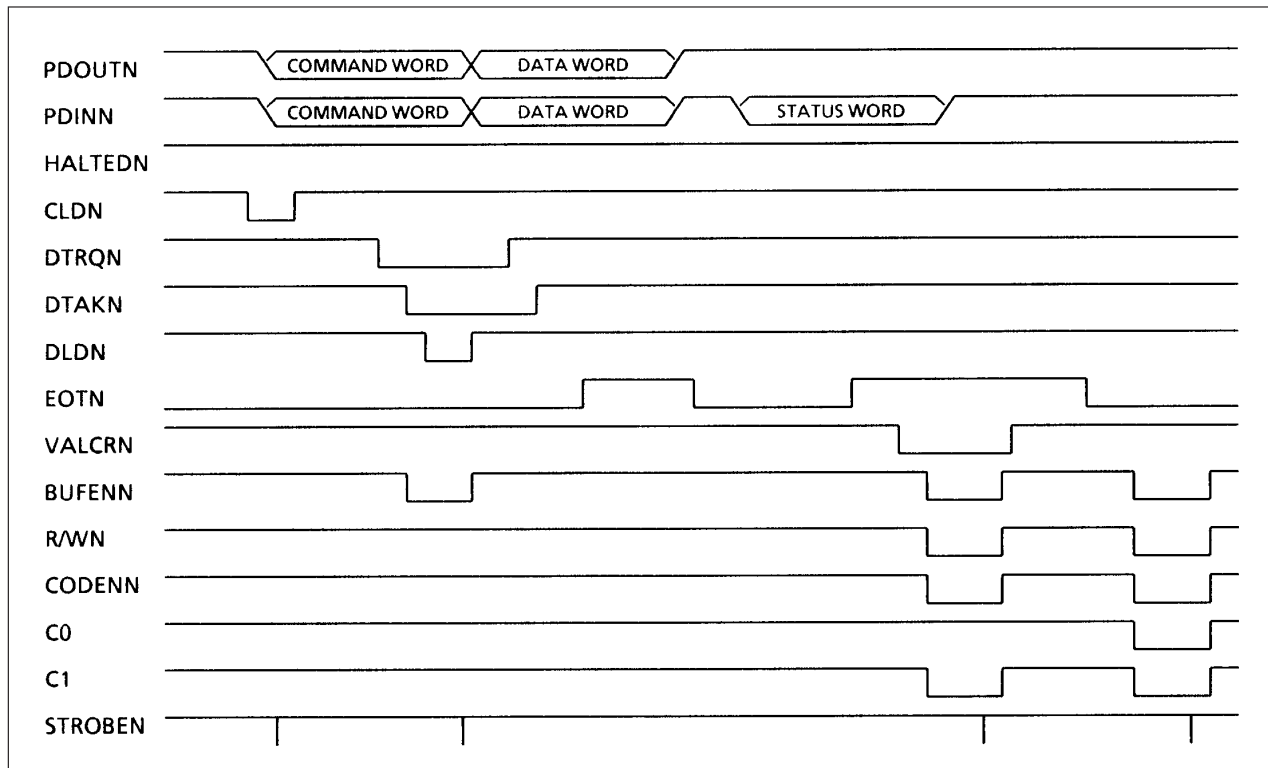 PDOUTN COMMAND WORD DATA WORD
PDINN COMMAND WORD DATA WORD STATUS WORD
HALTEDN
CLDN
DTRQN
DTAKN
DLDN
EOTN
VALCRN
BUFENN
R/WN
CODENN
C0
C1
STROBEN